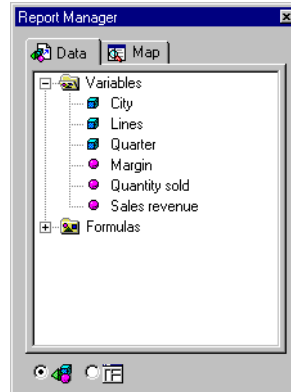 Report Manager
Data Map
Variables
City
Lines
Quarter
Margin
Quantity sold
Sales revenue
Formulas